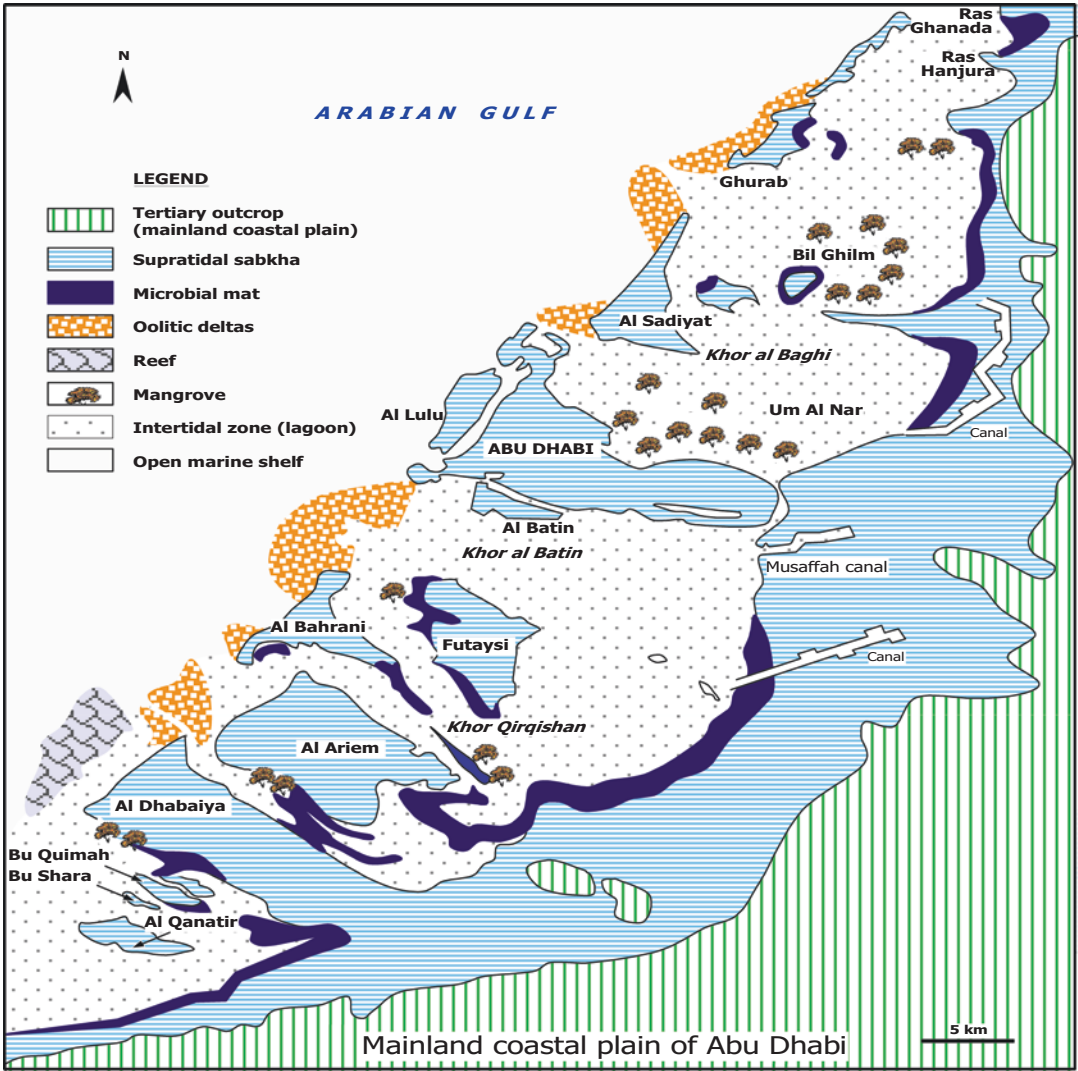 Ras
Ghanada
Ras
Hanjura
N
ARABIAN GULF
LEGEND
Tertiary outcrop
(mainland coastal plain)
Supratidal sabkha
Microbial mat
Oolitic deltas
Reef
Mangrove
Intertidal zone (lagoon)
Open marine shelf
Ghurab
Bil Ghilm
Al Sadiyat
Khor al Baghi
Al Lulu
Um Al Nar
Canal
ABU DHABI
Al Batin
Khor al Batin
Musaffah canal
Al Bahrani
Futaysi
Canal
Khor Qirqishan
Al Ariem
Al Dhabaiya
Bu Quimah
Bu Shara
Al Qanatir
5 km
Mainland coastal plain of Abu Dhabi